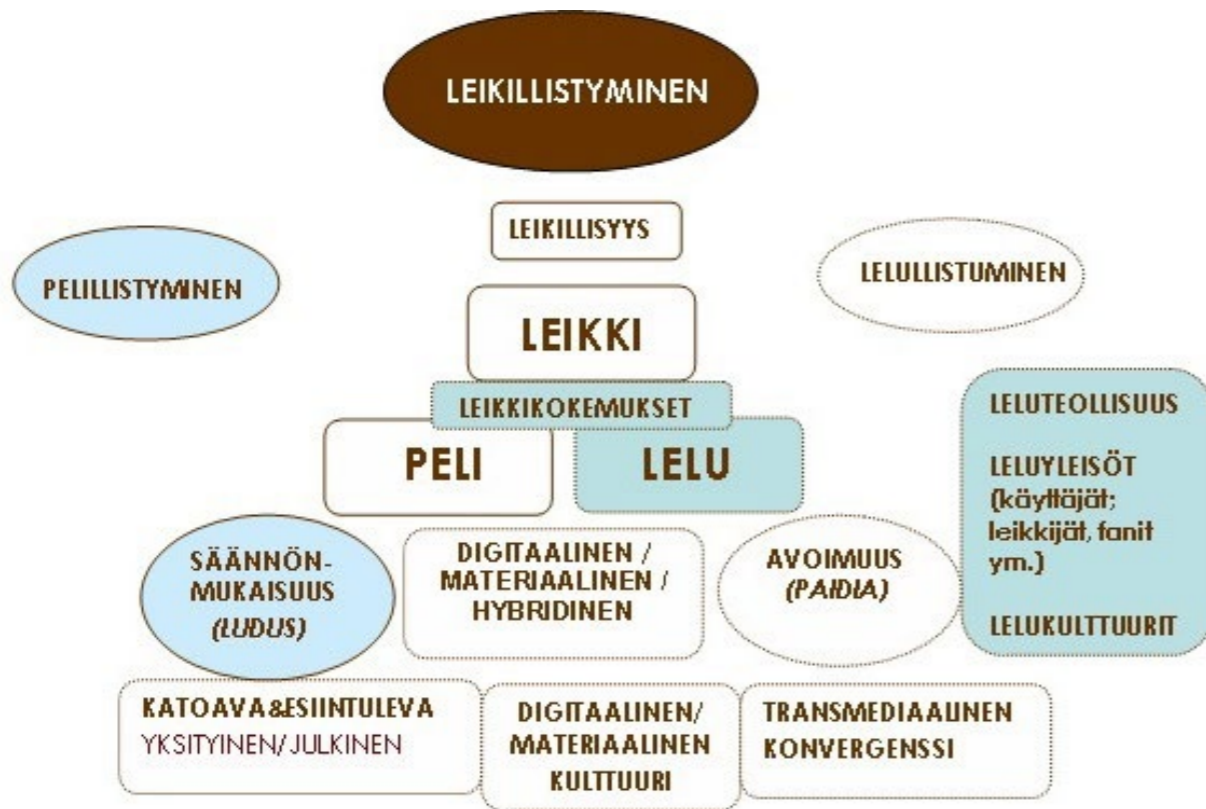 LEIKILLISTYMINEN
LEIKILLISYYS
PELILLISTYMINEN
LELULLISTUMINEN
LEIKKI
LEIKKIKOKEMUKSET
PELI
LELU
LELUTEOLLISUUS
LELUYLEISÖT
(käyttäjät;
leikkijät, fanit
ym.)
LELUKULTTUURIT
SÄÄNNÖN-
MUKAISUUS
(LUDUS)
DIGITAALINEN /
MATERIAALINEN /
HYBRIDINEN
AVOIMUUS
(PAIDIA)
KATOAVA&ESIINTULEVA
YKSITYINEN/JULKINEN
DIGITAALINEN/
MATERIAALINEN
KULTTUURI
TRANSMEDIAALINEN
KONVERGENSSI